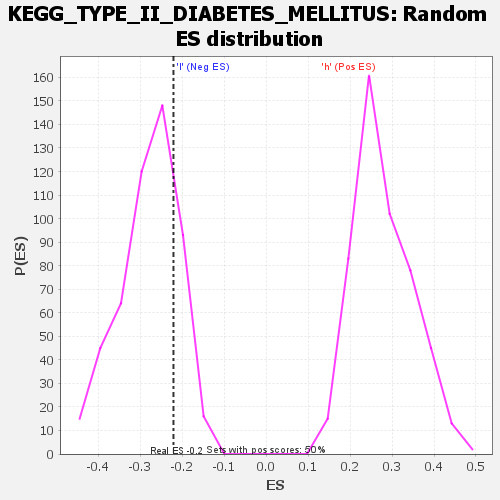 KEGG_TYPE_II_DIABETES_MELLITUS: Random
ES distribution
'l' (Neg ES)
'h' (Pos ES)
160
150
140
130
120
110
100
90
80
70
60
50
40
30
20
10
0
P(ES)
Real ES -0.2
Sets with pos scores: 50%
-0.4 -0.3 -0.2 -0.1 0.0 0.1 0.2 0.3 0.4 0.5
ES